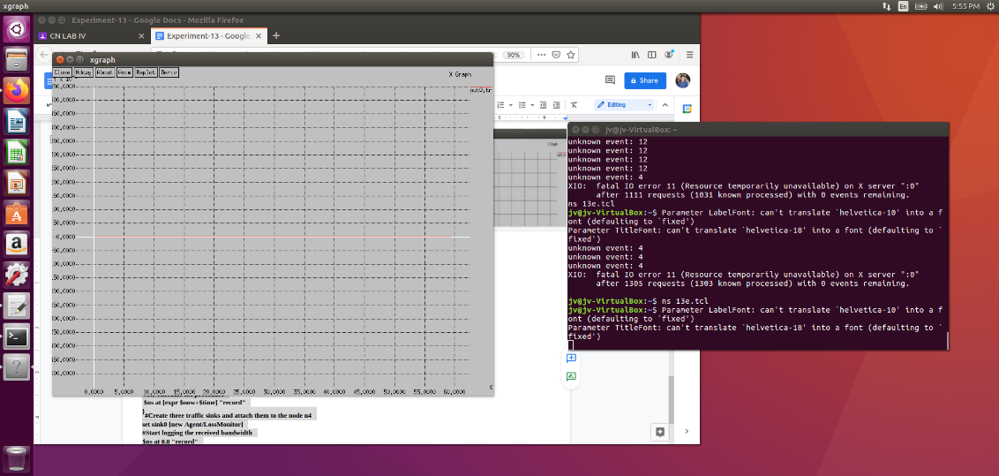 xgraph
En
5:55 PM
Experiment-13 - Google Docs - Mozilla Firefox
CN LAB IV
Experiment-13 - Google
90%
Share
Editing
xgraph
Close
Hdcpy
About
Anim
Replot
Deriv
X Graph
out0.tr
-0,0000
0,0000
5,0000
10,0000
15,0000
20,0000
25,0000
30,0000
35,0000
40,0000
45,0000
50,0000
55,0000
60,0000
X
$ns at [expr $now+$time] "record"
}
#Create three traffic sinks and attach them to the node n4
set sink0 [new Agent/LossMonitor]
#Start logging the received bandwidth
$ns at 0.0 "record"
jv@jv-VirtualBox: ~
unknown event: 12
unknown event: 12
unknown event: 12
unknown event: 12
unknown event: 4
XIO:  fatal IO error 11 (Resource temporarily unavailable) on X server ":0"
after 1111 requests (1031 known processed) with 0 events remaining.
ns 13e.tcl
jv@jv-VirtualBox:~$ Parameter LabelFont: can't translate `helvetica-10' into a f
ont (defaulting to `fixed')
Parameter TitleFont: can't translate `helvetica-18' into a font (defaulting to `
fixed')
unknown event: 4
unknown event: 4
unknown event: 4
XIO:  fatal IO error 11 (Resource temporarily unavailable) on X server ":0"
after 1305 requests (1303 known processed) with 0 events remaining.
jv@jv-VirtualBox:~$ ns 13e.tcl
jv@jv-VirtualBox:~$ Parameter LabelFont: can't translate `helvetica-10' into a f
ont (defaulting to `fixed')
Parameter TitleFont: can't translate `helvetica-18' into a font (defaulting to `
fixed')